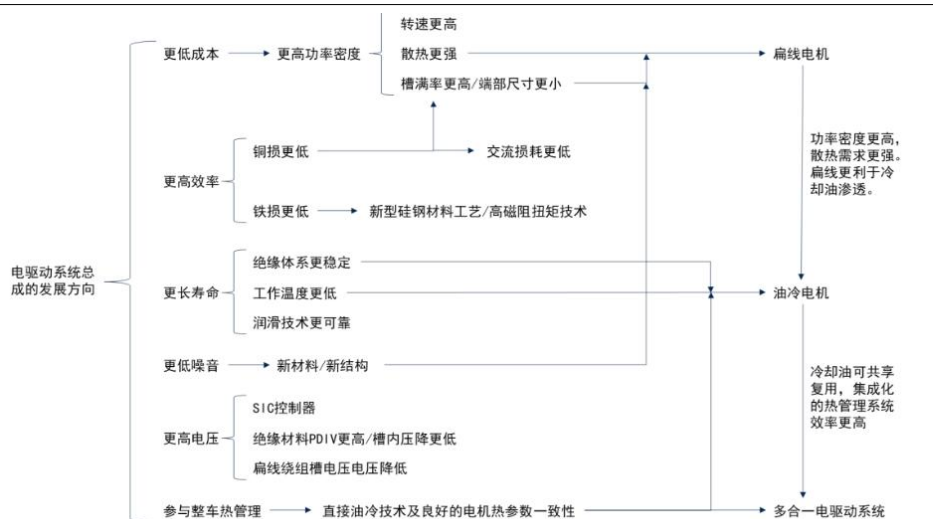 转速更高
更低成本
更高功率密度
散热更强
扁线电机
槽满率更高/端部尺寸更小
功率密度更高,
散热需求更强。
扁线更利于冷
却油渗透。
铜损更低
交流损耗更低
更高效率
铁损更低
新型硅钢材料工艺/高磁阻扭矩技术
电驱动系统总
成的发展方向
绝缘体系更稳定
更长寿命
工作温度更低
油冷电机
润滑技术更可靠
更低噪音
新材料/新结构
冷却油可共享
复用,集成化
的热管理系统
效率更高
SIC控制器
更高电压
绝缘材料PDIV更高/槽内压降更低
扁线绕组槽电压电压降低
参与整车热管理
直接油冷技术及良好的电机热参数一致性
多合一电驱动系统